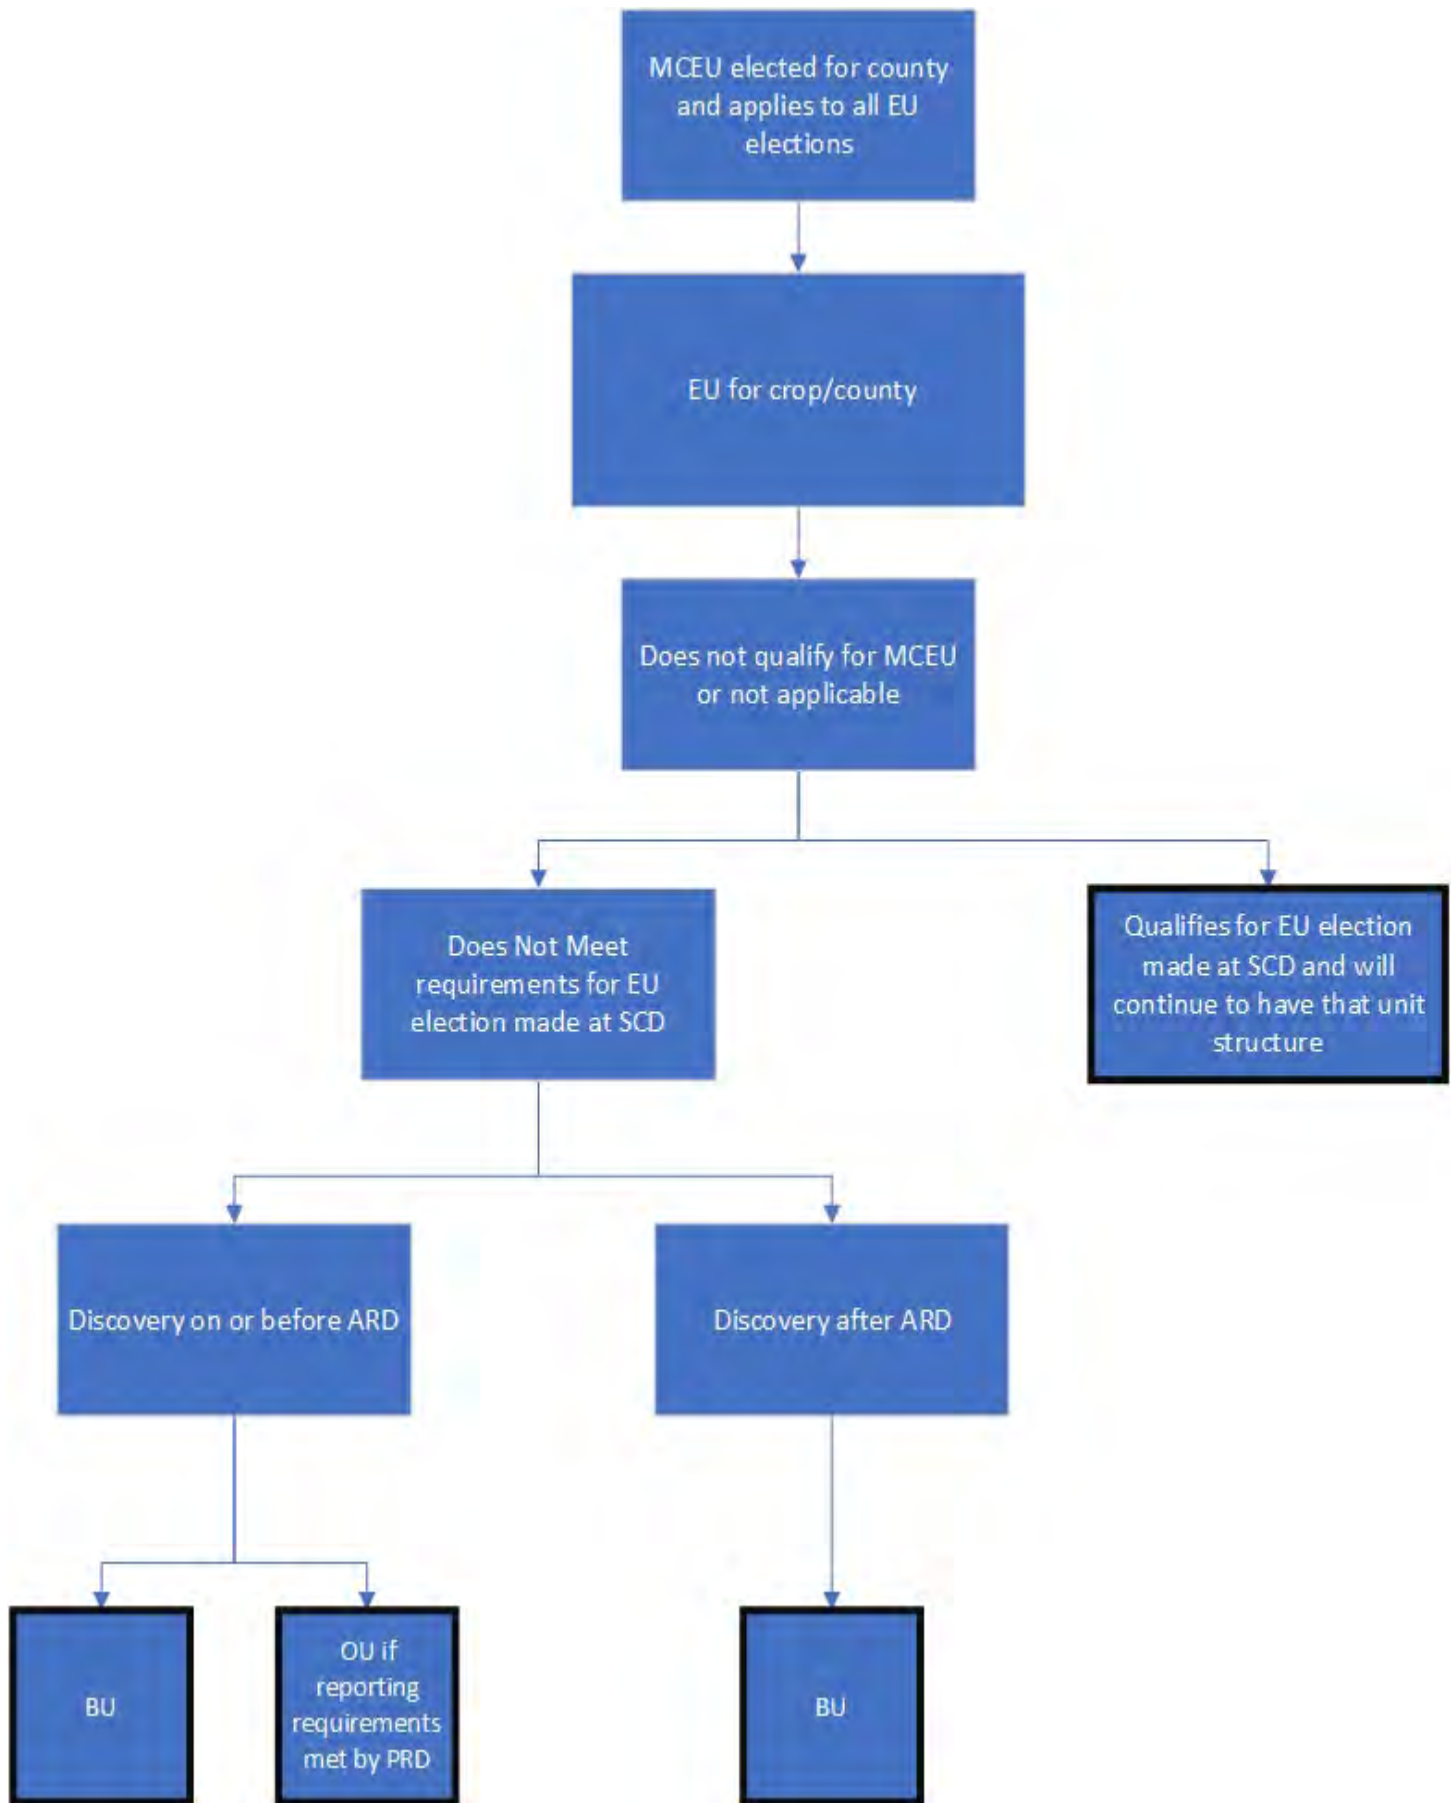 MCEU elected for county
and applies to all EU
elections
EU for crop/county
Does not qualify for MCEU
or not applicable
Does Not Meet
requirements for EU
election made at SCD
Qualifies for EU election
made at SCD and will
continue to have that unit
structure
Discovery on or before ARD
Discovery after ARD
BU
OU if
reporting
requirements
met by PRD
BU